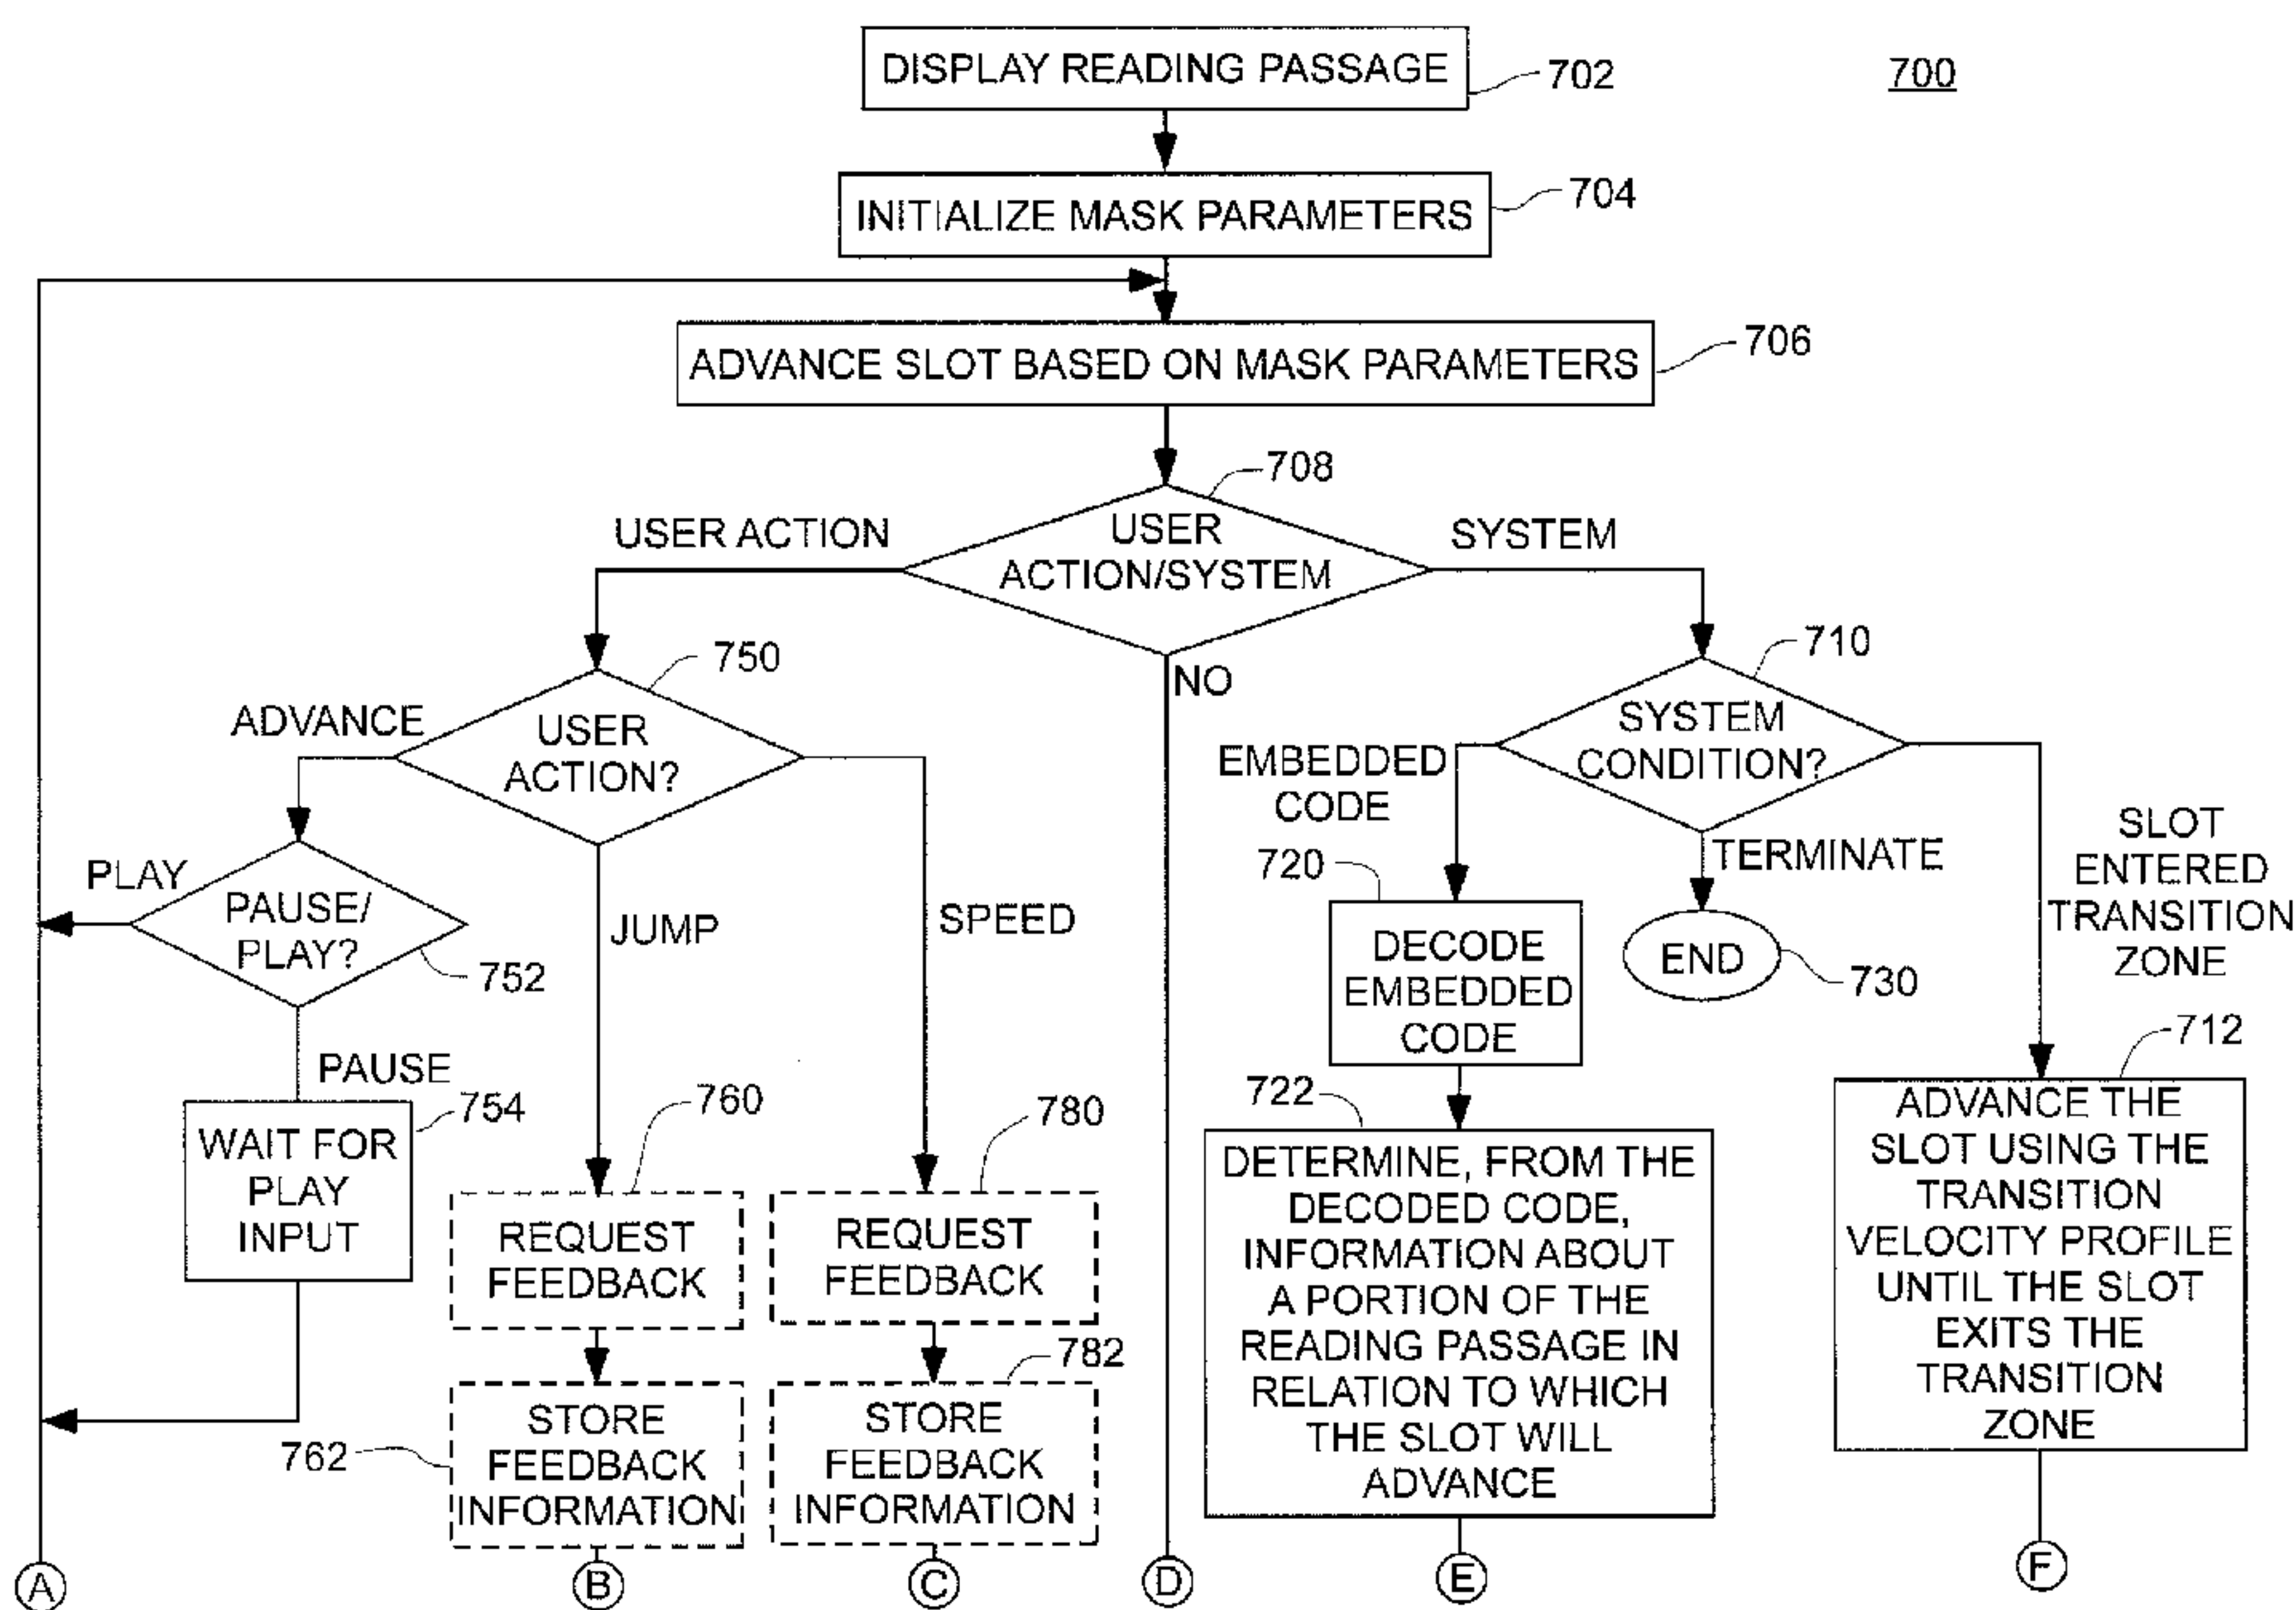 DISPLAY READING PASSAGE
702
700
INITIALIZE MASK PARAMETERS
704
ADVANCE SLOT BASED ON MASK PARAMETERS
706
708
USER
ACTION/SYSTEM
USER ACTION
SYSTEM
NO
750
USER
ACTION?
ADVANCE
JUMP
SPEED
PAUSE/
PLAY?
752
PLAY
PAUSE
WAIT FOR
PLAY
INPUT
754
760
REQUEST
FEEDBACK
STORE
FEEDBACK
INFORMATION
762
780
REQUEST
FEEDBACK
782
STORE
FEEDBACK
INFORMATION
710
SYSTEM
CONDITION?
EMBEDDED
CODE
TERMINATE
SLOT
ENTERED
TRANSITION
ZONE
720
DECODE
EMBEDDED
CODE
END
730
722
DETERMINE, FROM THE
DECODED CODE,
INFORMATION ABOUT
A PORTION OF THE
READING PASSAGE IN
RELATION TO WHICH
THE SLOT WILL
ADVANCE
712
ADVANCE THE
SLOT USING THE
TRANSITION
VELOCITY PROFILE
UNTIL THE SLOT
EXITS THE
TRANSITION
ZONE
A
B
C
D
E
F